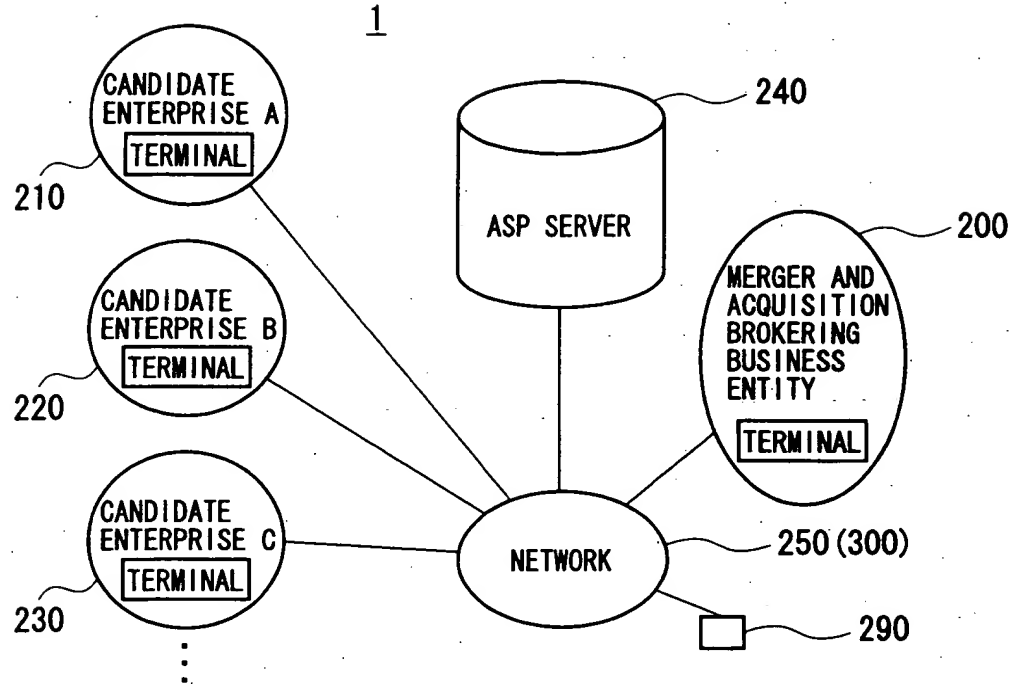 1
CANDIDATE
ENTERPRISE A
TERMINAL
210
240
ASP SERVER
200
MERGER AND
ACQUISITION
BROKERING
BUSINESS
ENTITY
TERMINAL
CANDIDATE
ENTERPRISE B
TERMINAL
220
CANDIDATE
ENTERPRISE C
TERMINAL
230
NETWORK
250(300)
290